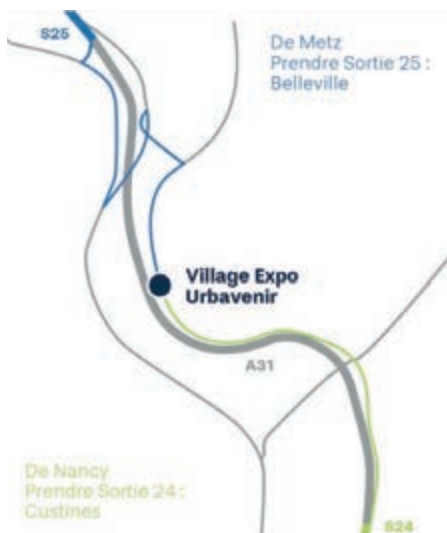 S25
De Metz
Prendre Sortie 25 :
Belleville
Village Expo
Urbavenir
A31
De Nancy
Prendre Sortie 24 :
Custines
S24